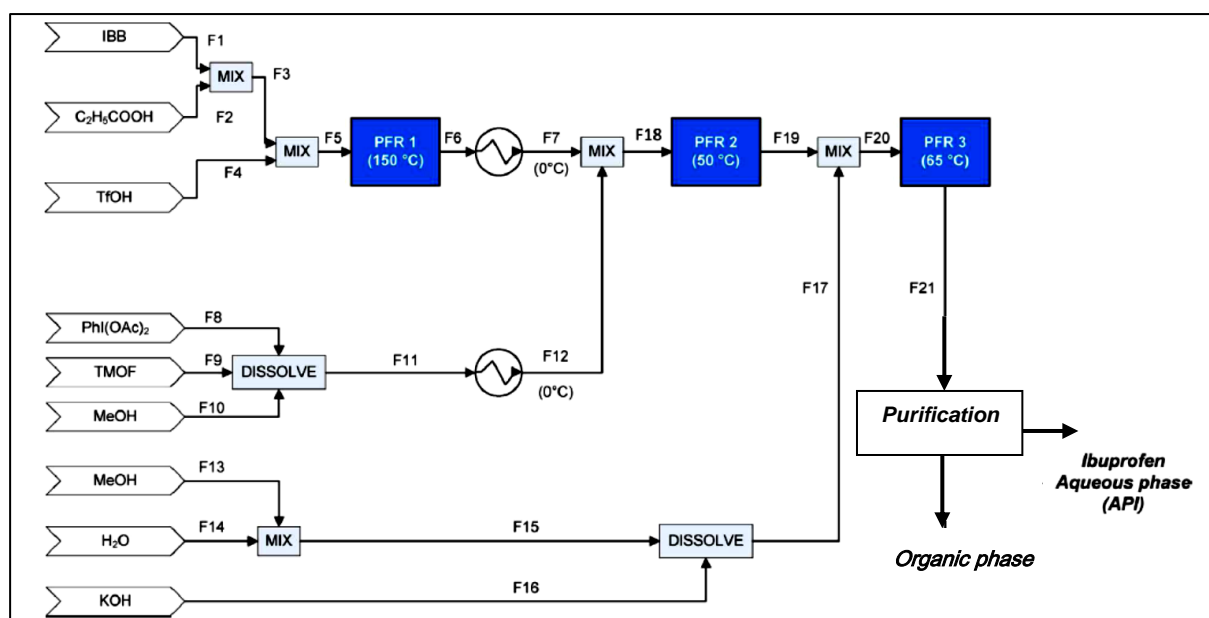 IBB
F1
MIX
F3
C₂H₅COOH
F2
MIX
F5
PFR 1
(150 °C)
F6
F7
(0°C)
MIX
F18
PFR 2
(50 °C)
F19
MIX
F20
PFR 3
(65 °C)
F4
TfOH
F17
F21
PhI(OAc)₂
F8
TMOF
F9
DISSOLVE
F11
F12
(0°C)
MeOH
F10
Purification
MeOH
F13
Ibuprofen
Aqueous phase
(API)
H₂O
F14
MIX
F15
DISSOLVE
Organic phase
KOH
F16